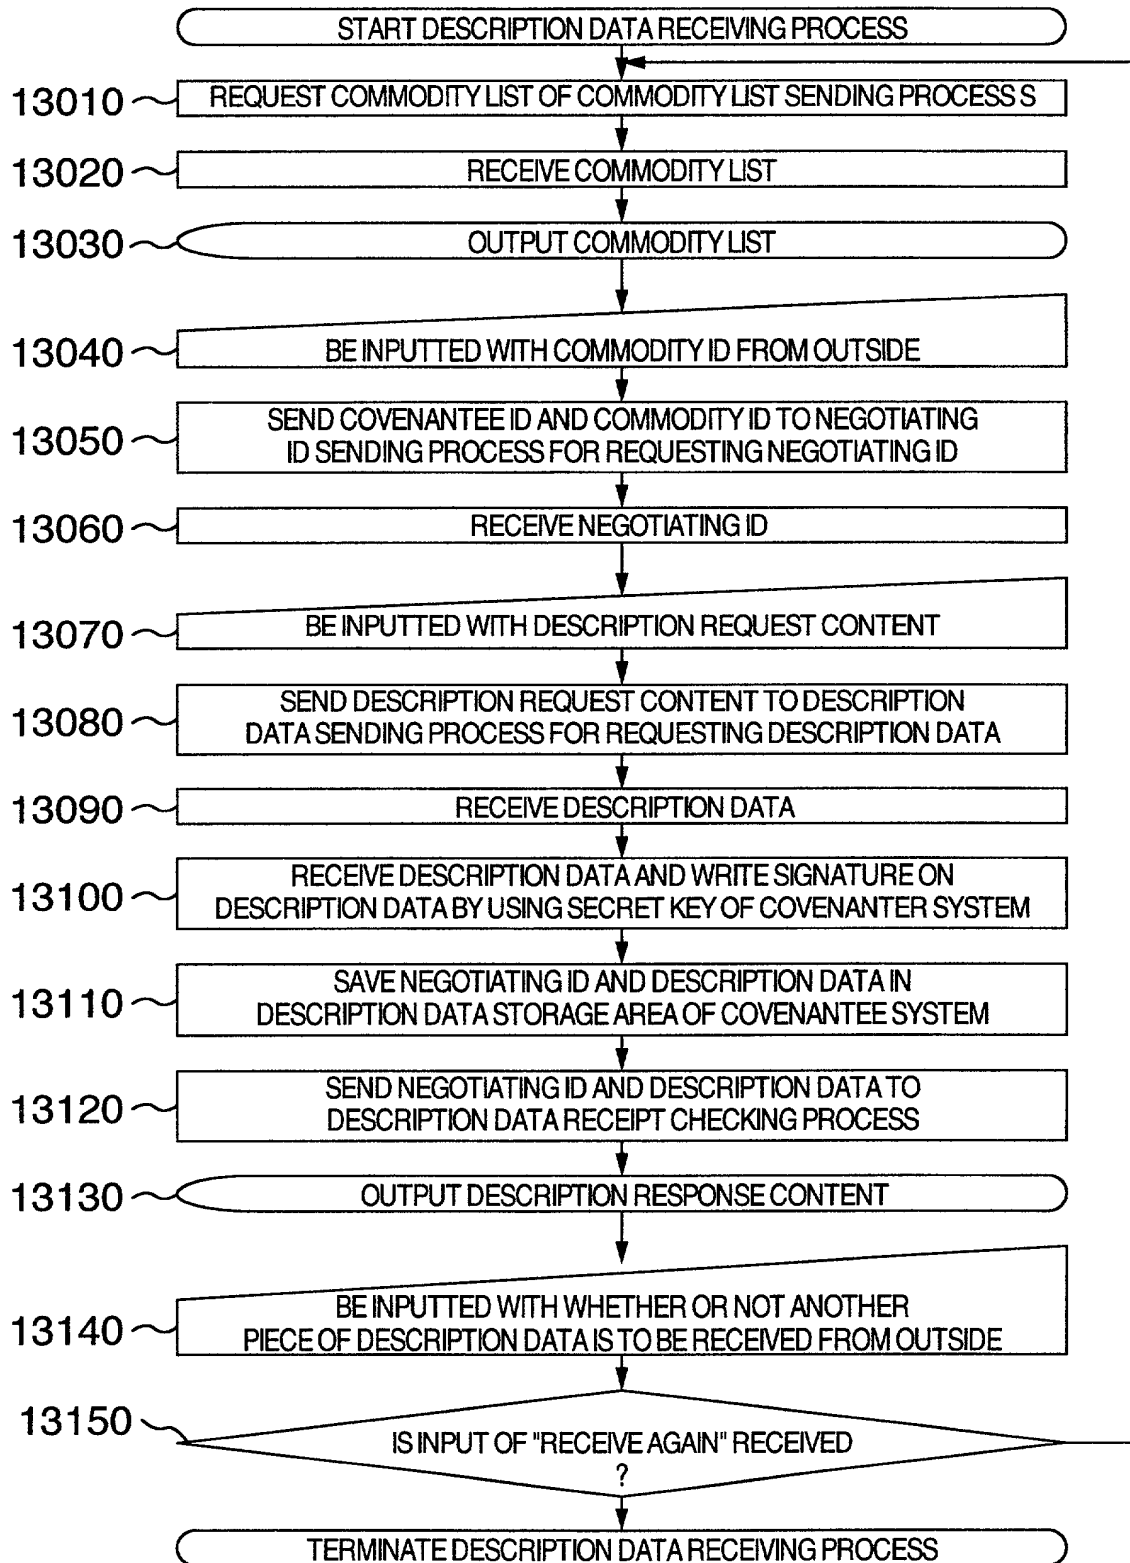 START DESCRIPTION DATA RECEIVING PROCESS
13010
REQUEST COMMODITY LIST OF COMMODITY LIST SENDING PROCESS S
13020
RECEIVE COMMODITY LIST
13030
OUTPUT COMMODITY LIST
13040
BE INPUTTED WITH COMMODITY ID FROM OUTSIDE
13050
SEND COVENANTEE ID AND COMMODITY ID TO NEGOTIATING
ID SENDING PROCESS FOR REQUESTING NEGOTIATING ID
13060
RECEIVE NEGOTIATING ID
13070
BE INPUTTED WITH DESCRIPTION REQUEST CONTENT
13080
SEND DESCRIPTION REQUEST CONTENT TO DESCRIPTION
DATA SENDING PROCESS FOR REQUESTING DESCRIPTION DATA
13090
RECEIVE DESCRIPTION DATA
13100
RECEIVE DESCRIPTION DATA AND WRITE SIGNATURE ON
DESCRIPTION DATA BY USING SECRET KEY OF COVENANTER SYSTEM
13110
SAVE NEGOTIATING ID AND DESCRIPTION DATA IN
DESCRIPTION DATA STORAGE AREA OF COVENANTEE SYSTEM
13120
SEND NEGOTIATING ID AND DESCRIPTION DATA TO
DESCRIPTION DATA RECEIPT CHECKING PROCESS
13130
OUTPUT DESCRIPTION RESPONSE CONTENT
13140
BE INPUTTED WITH WHETHER OR NOT ANOTHER
PIECE OF DESCRIPTION DATA IS TO BE RECEIVED FROM OUTSIDE
13150
IS INPUT OF "RECEIVE AGAIN" RECEIVED
?
TERMINATE DESCRIPTION DATA RECEIVING PROCESS